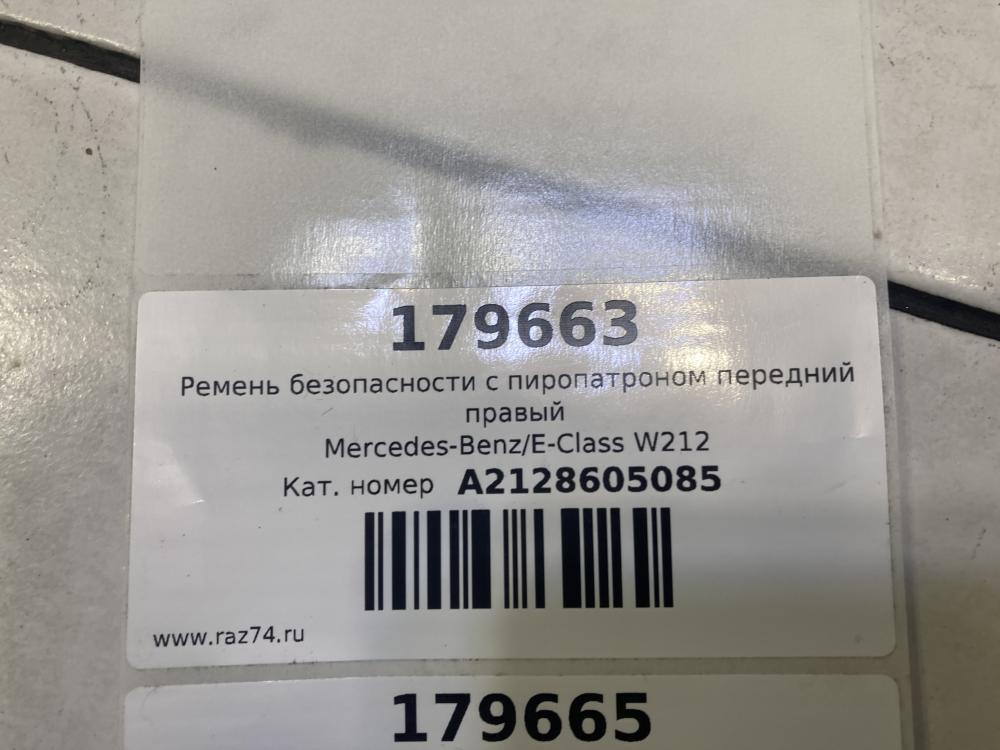 179663
Ремень безопасности с пиропатроном передний
правый
Mercedes-Benz/E-Class W212
Кат. номер A2128605085
www.raz74.ru
179665